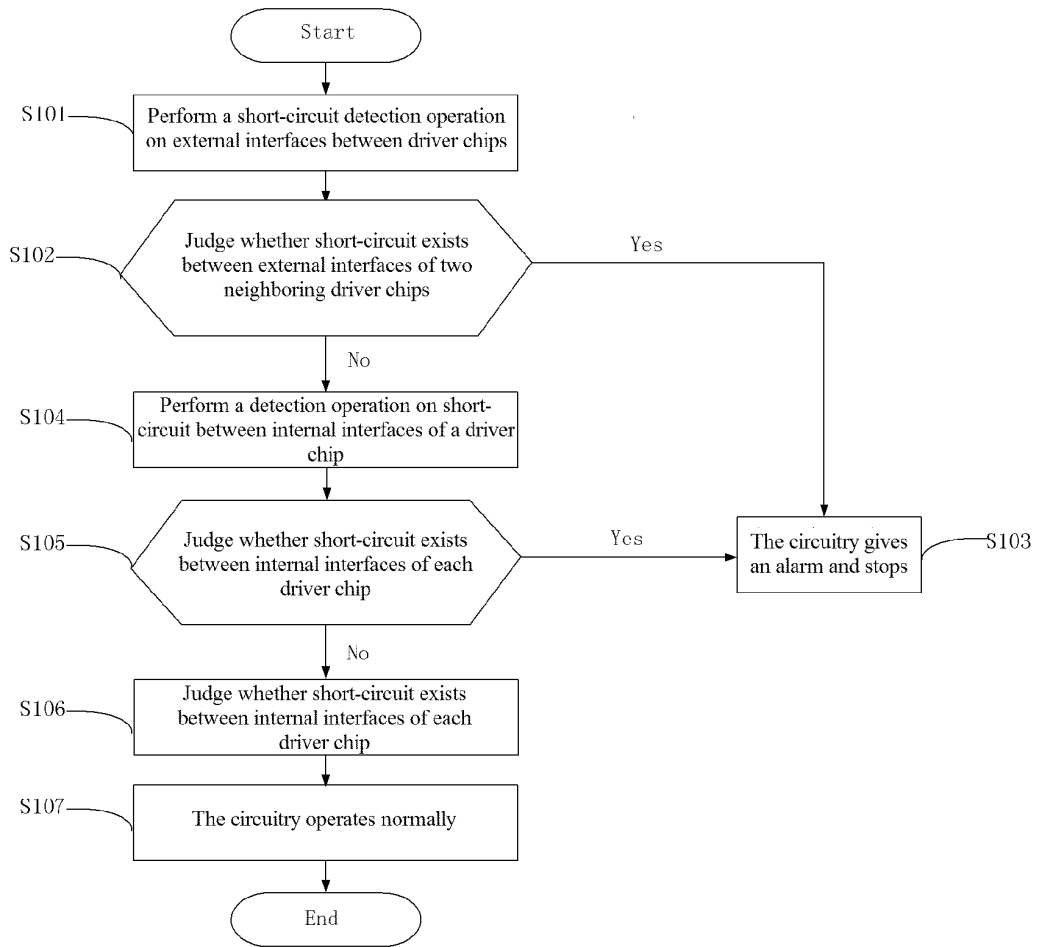 Start
S101
Perform a short-circuit detection operation
on external interfaces between driver chips
S102
Judge whether short-circuit exists
between external interfaces of two
neighboring driver chips
Yes
No
S104
Perform a detection operation on short-
circuit between internal interfaces of a driver
chip
S105
Judge whether short-circuit exists
between internal interfaces of each
driver chip
Yes
The circuitry gives
an alarm and stops
S103
No
S106
Judge whether short-circuit exists
between internal interfaces of each
driver chip
S107
The circuitry operates normally
End